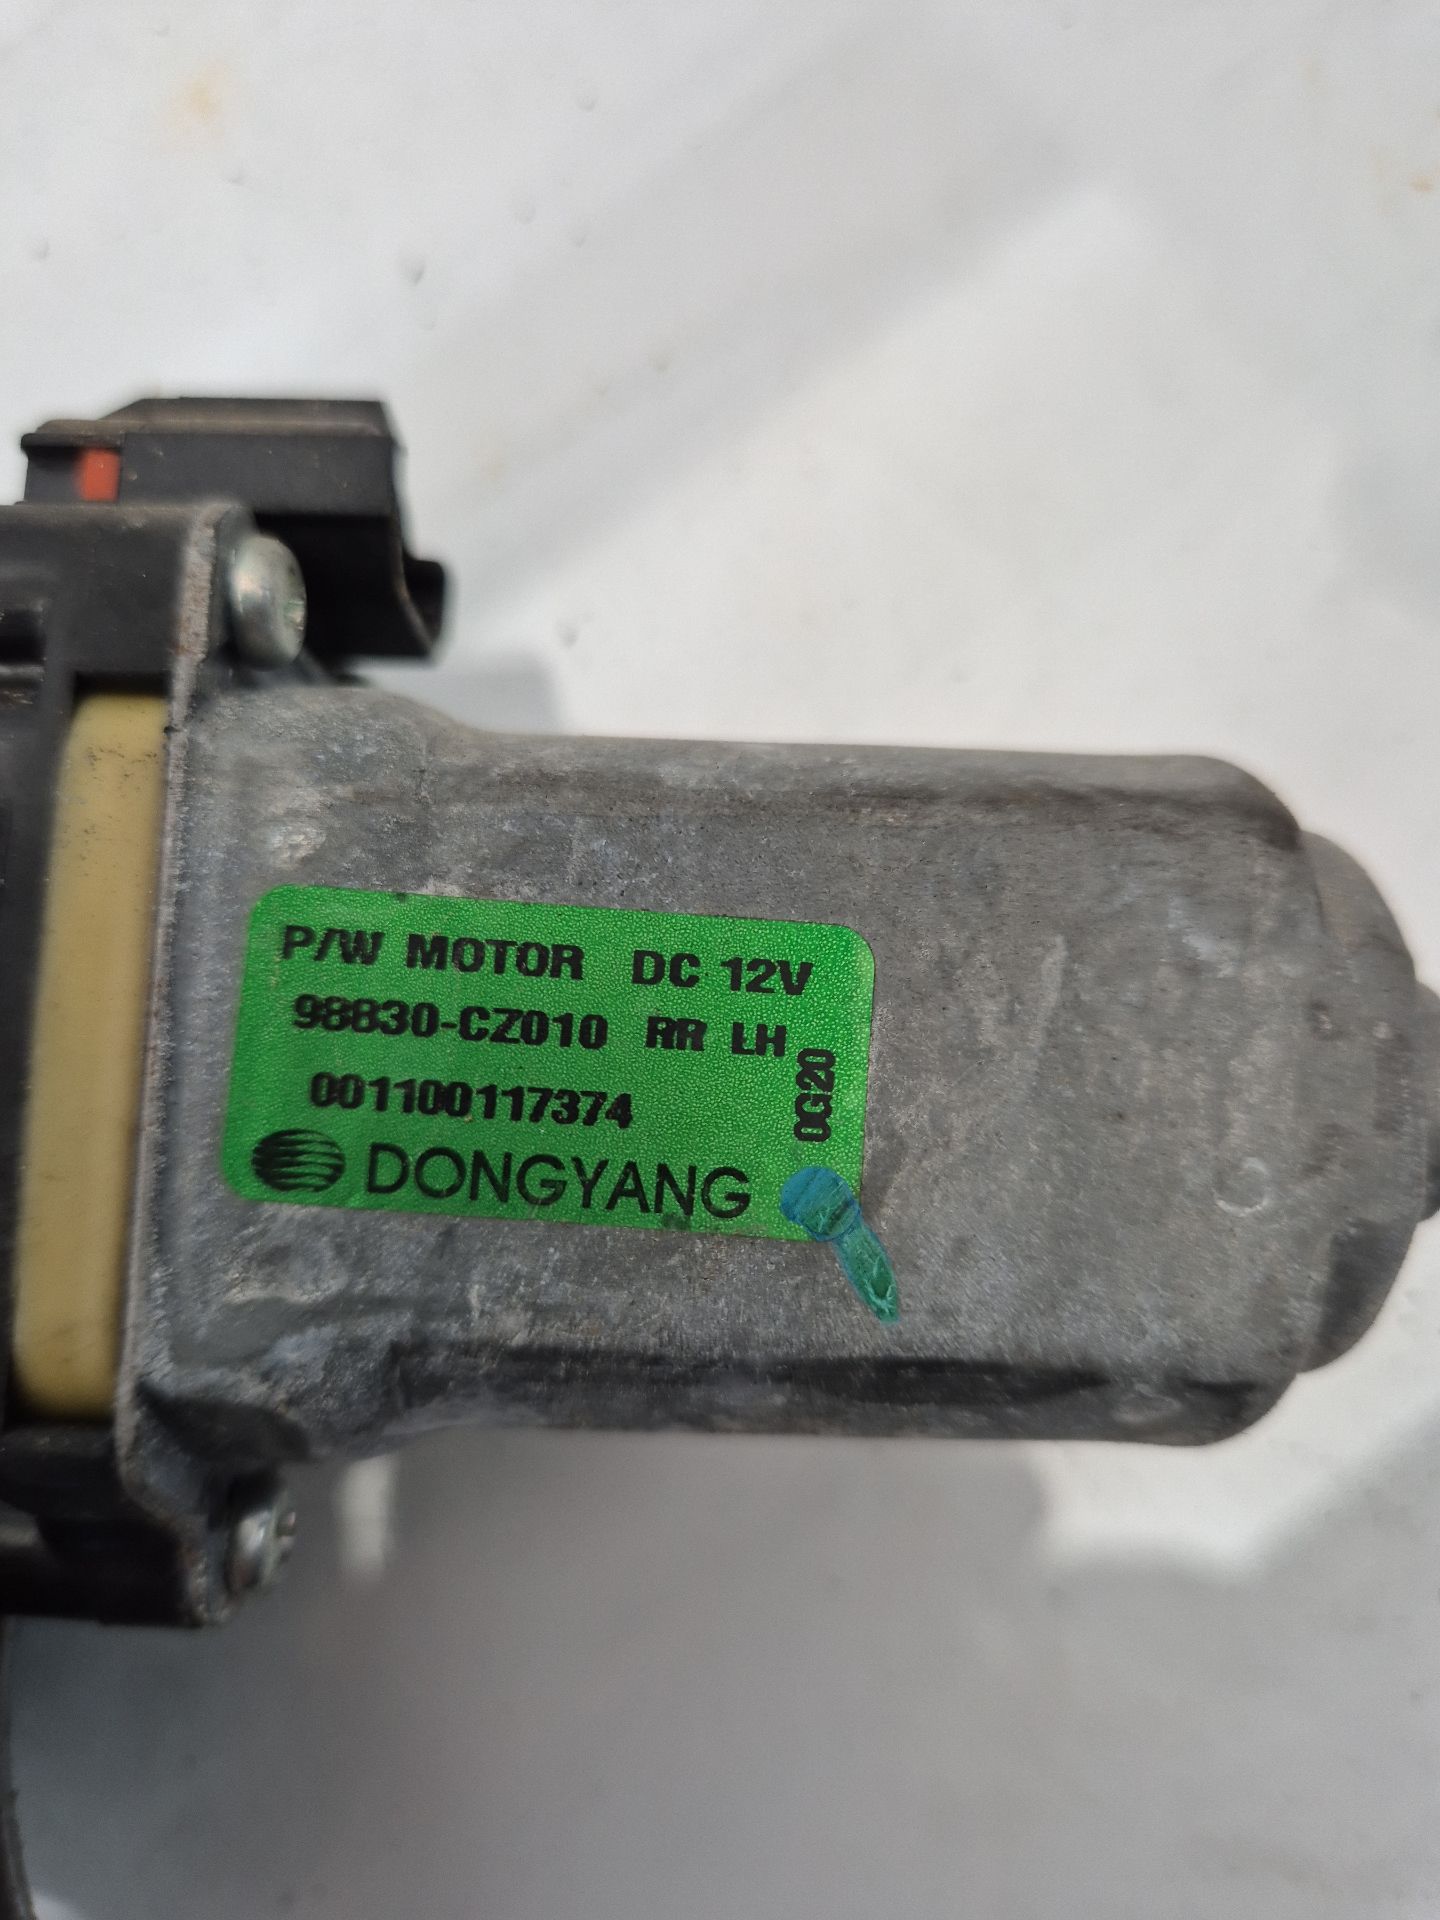 P/W MOTOR DC 12V
98830-CZ010 RR LH
0G20
001100117374
DONGYANG